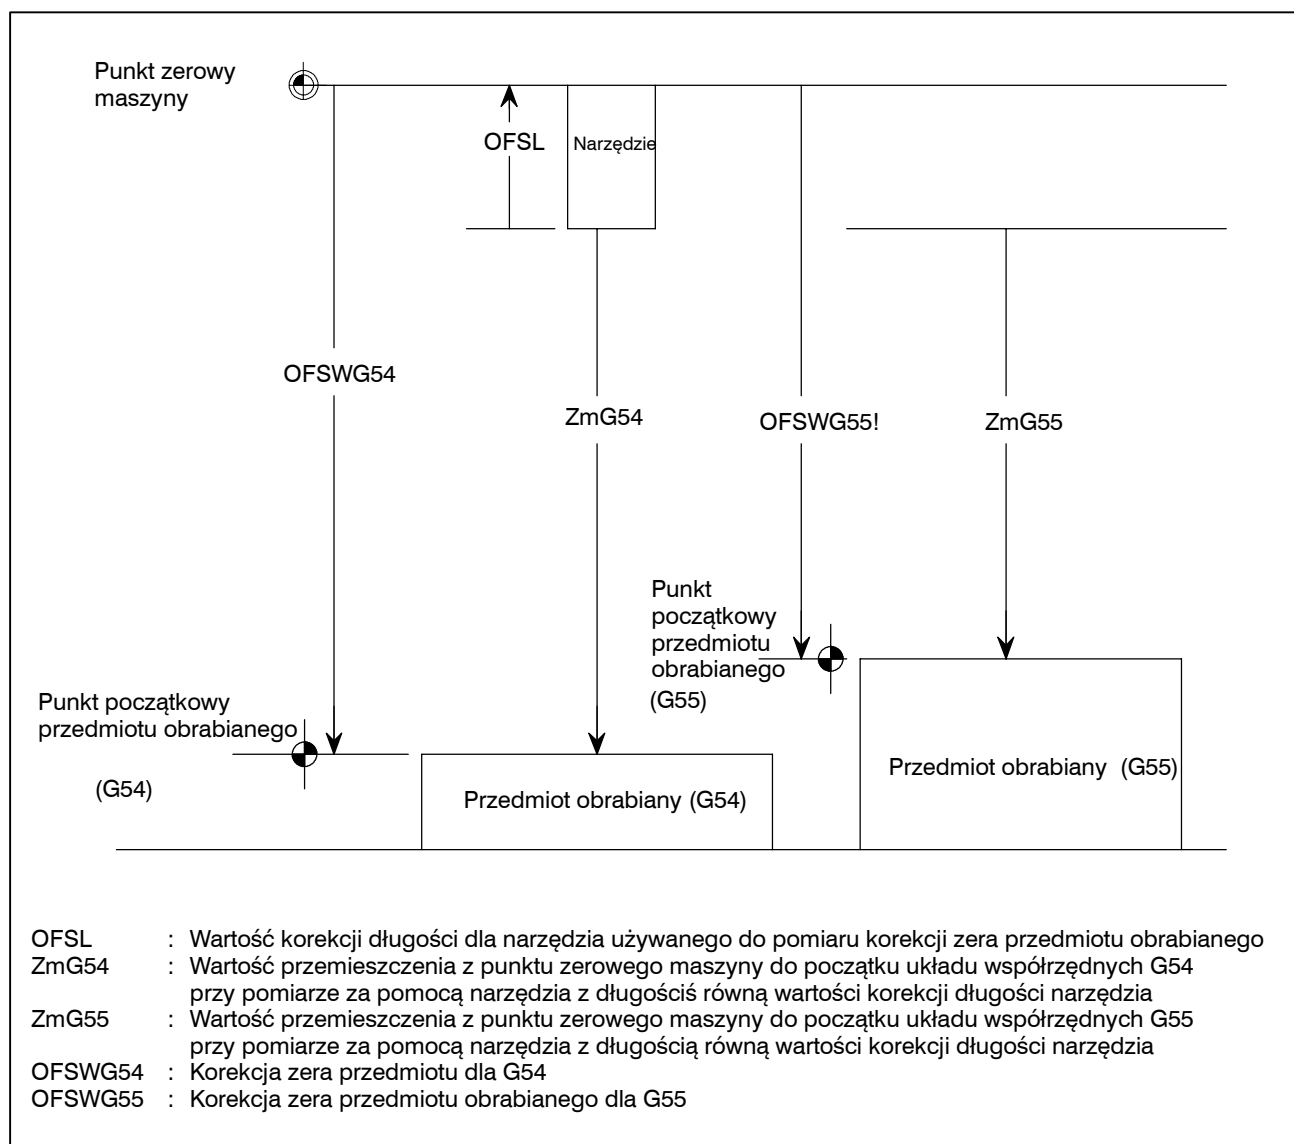 Punkt zerowy
maszyny
OFSL
Narzędzie
OFSWG54
ZmG54
OFSWG55!
ZmG55
Punkt
początkowy
przedmiotu
obrabianego
(G55)
Punkt początkowy
przedmiotu obrabianego
(G54)
Przedmiot obrabiany (G54)
Przedmiot obrabiany (G55)
OFSL : Wartość korekcji długości dla narzędzia używanego do pomiaru korekcji zera przedmiotu obrabianego
ZmG54 : Wartość przemieszczenia z punktu zerowego maszyny do początku układu współrzędnych G54
przy pomiarze za pomocą narzędzia z długościś równą wartości korekcji długości narzędzia
ZmG55 : Wartość przemieszczenia z punktu zerowego maszyny do początku układu współrzędnych G55
przy pomiarze za pomocą narzędzia z długością równą wartości korekcji długości narzędzia
OFSWG54 : Korekcja zera przedmiotu dla G54
OFSWG55 : Korekcja zera przedmiotu obrabianego dla G55